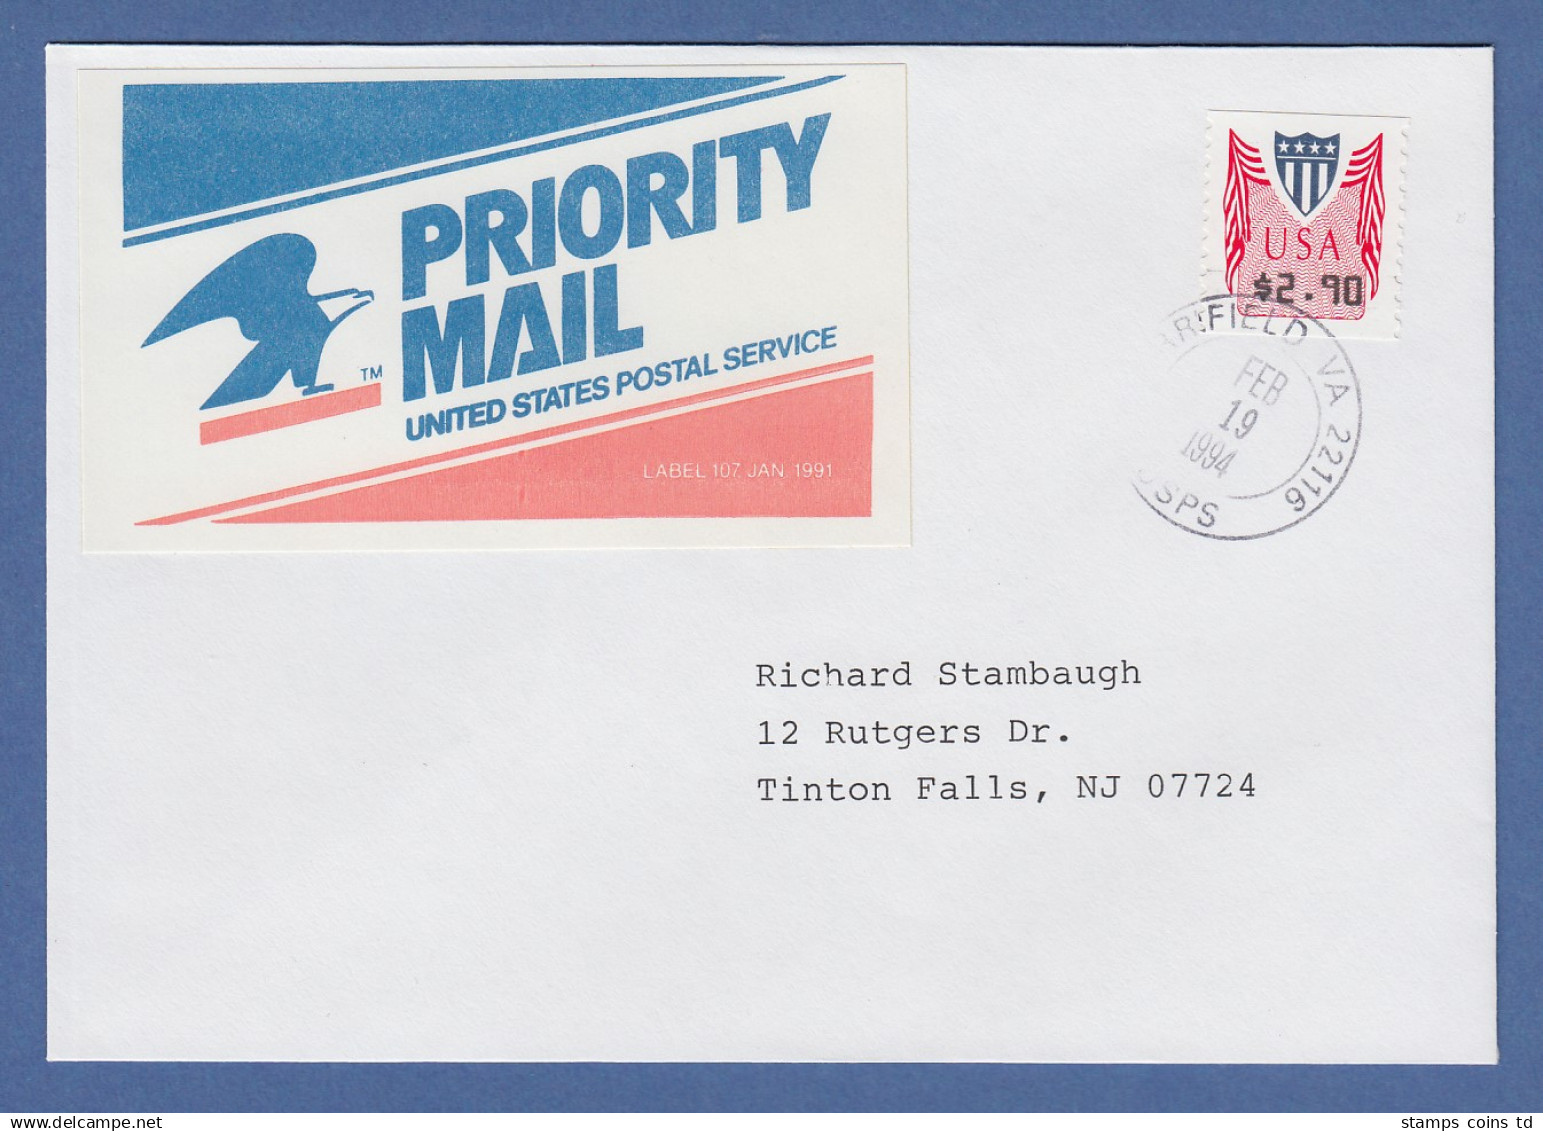 PRIORITY
MAIL
TM
UNITED STATES POSTAL SERVICE
LABEL 107, JAN 1991
USA
$2.90
FIELD VA 22116
FEB
19
1994
USPS
Richard Stambaugh
12 Rutgers Dr.
Tinton Falls, NJ 07724
www.delcampe.net
stamps coins td